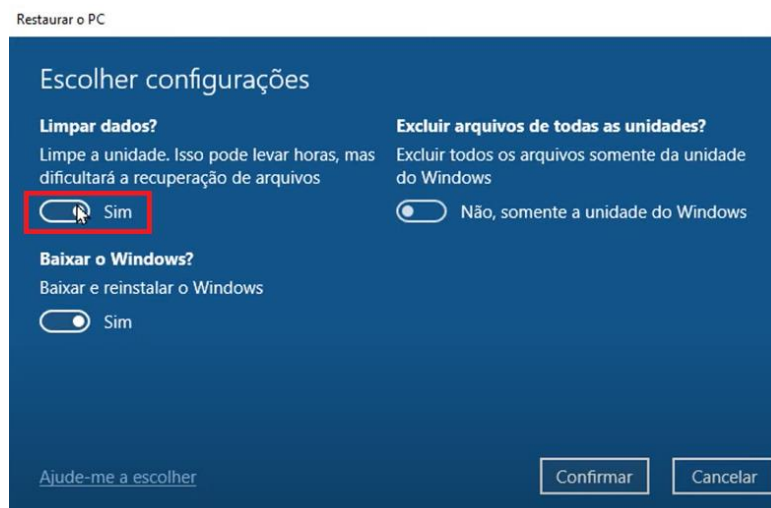 Restaurar o PC
Escolher configurações
Limpar dados?
Limpe a unidade. Isso pode levar horas, mas
dificultará a recuperação de arquivos
Sim
Excluir arquivos de todas as unidades?
Excluir todos os arquivos somente da unidade
do Windows
Não, somente a unidade do Windows
Baixar o Windows?
Baixar e reinstalar o Windows
Sim
Ajude-me a escolher
Confirmar
Cancelar